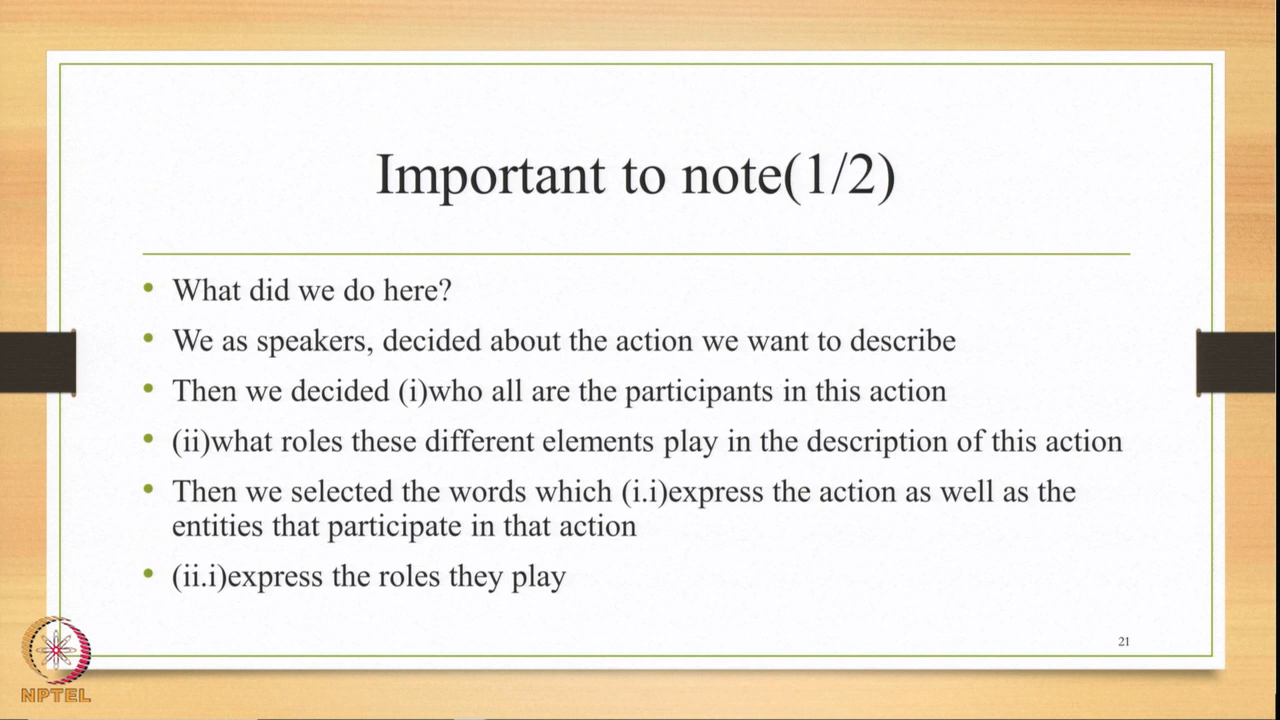 Important to note(1/2)
• What did we do here?
• We as speakers, decided about the action we want to describe
• Then we decided (i)who all are the participants in this action
• (ii)what roles these different elements play in the description of this action
• Then we selected the words which (i.i)express the action as well as the
entities that participate in that action
• (ii.i)express the roles they play
21
NPTEL